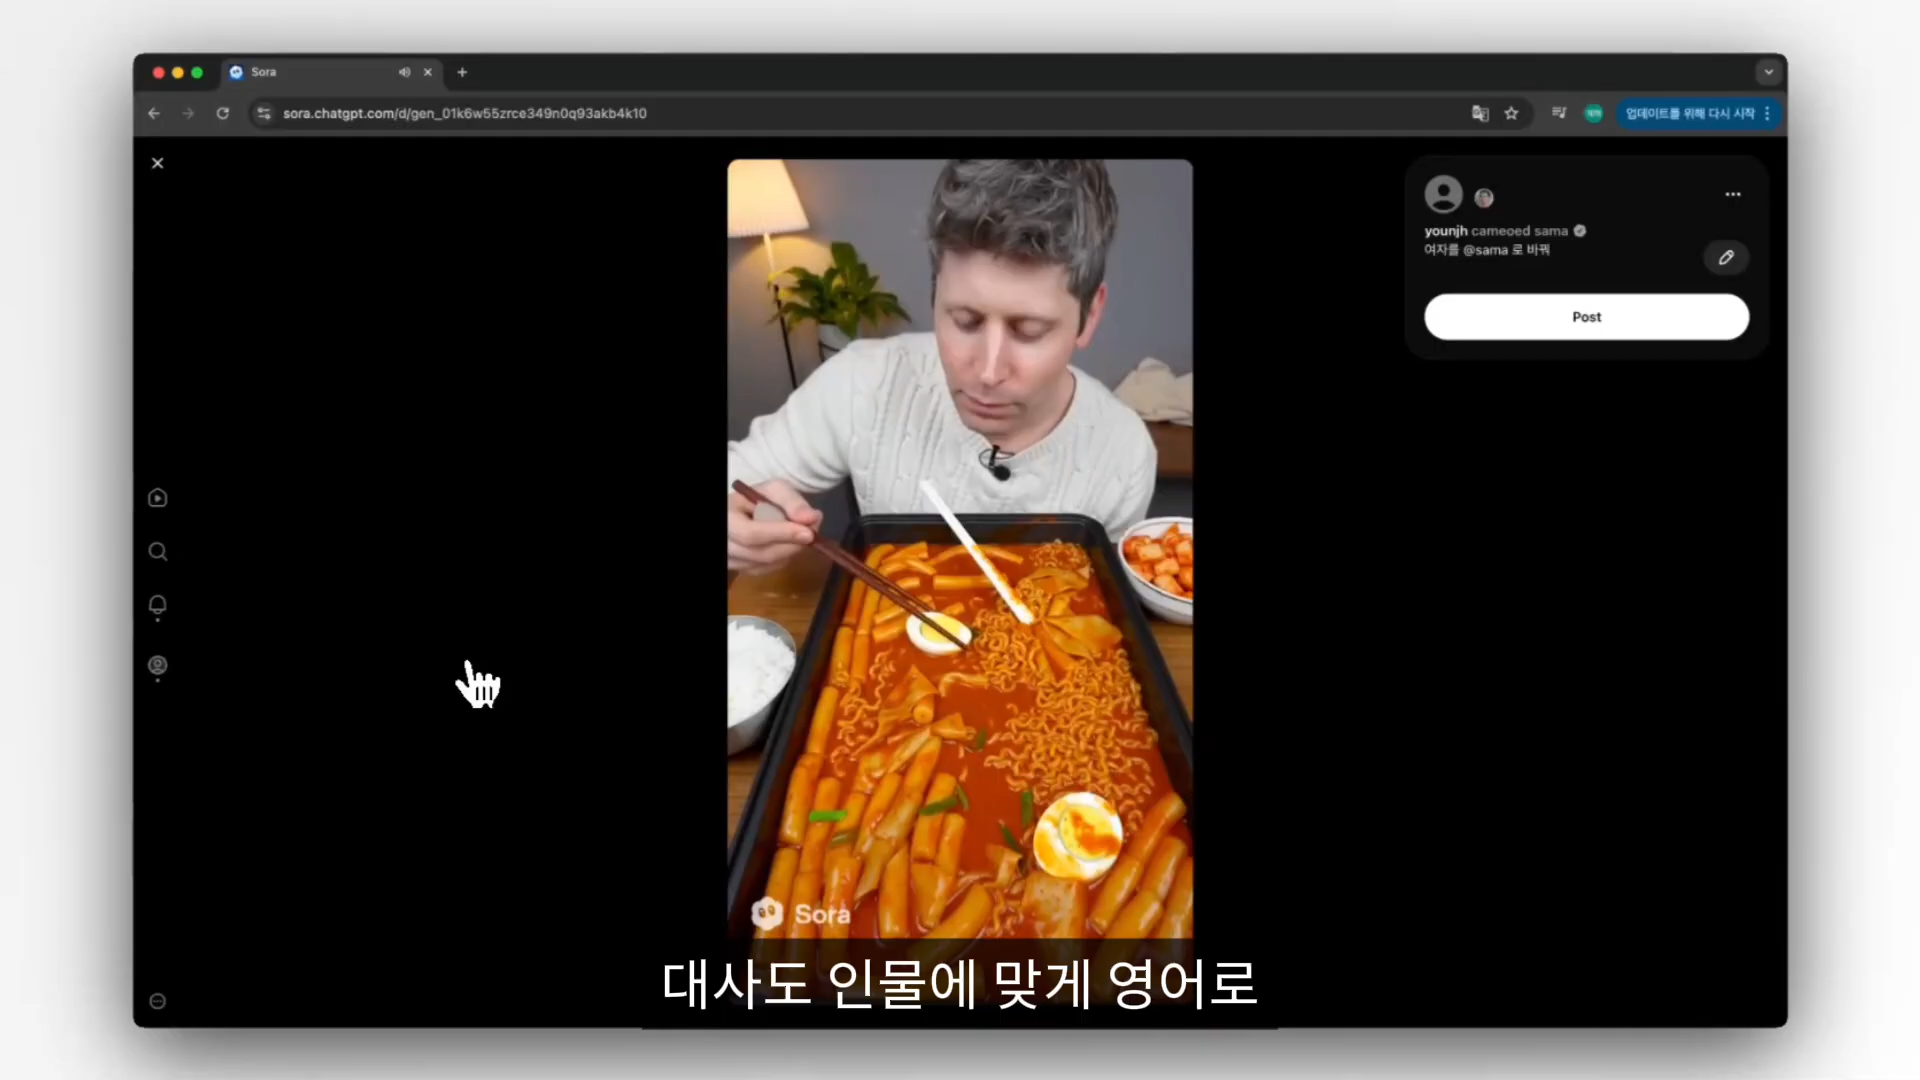 Sora
sora.chatgpt.com/d/gen_01k6w55zrce349n0q93akb4k10
업데이트를 위해 다시 시작
younjh cameoed sama
여자를 @sama 로 바꿔
Post
Sora
대사도 인물에 맞게 영어로